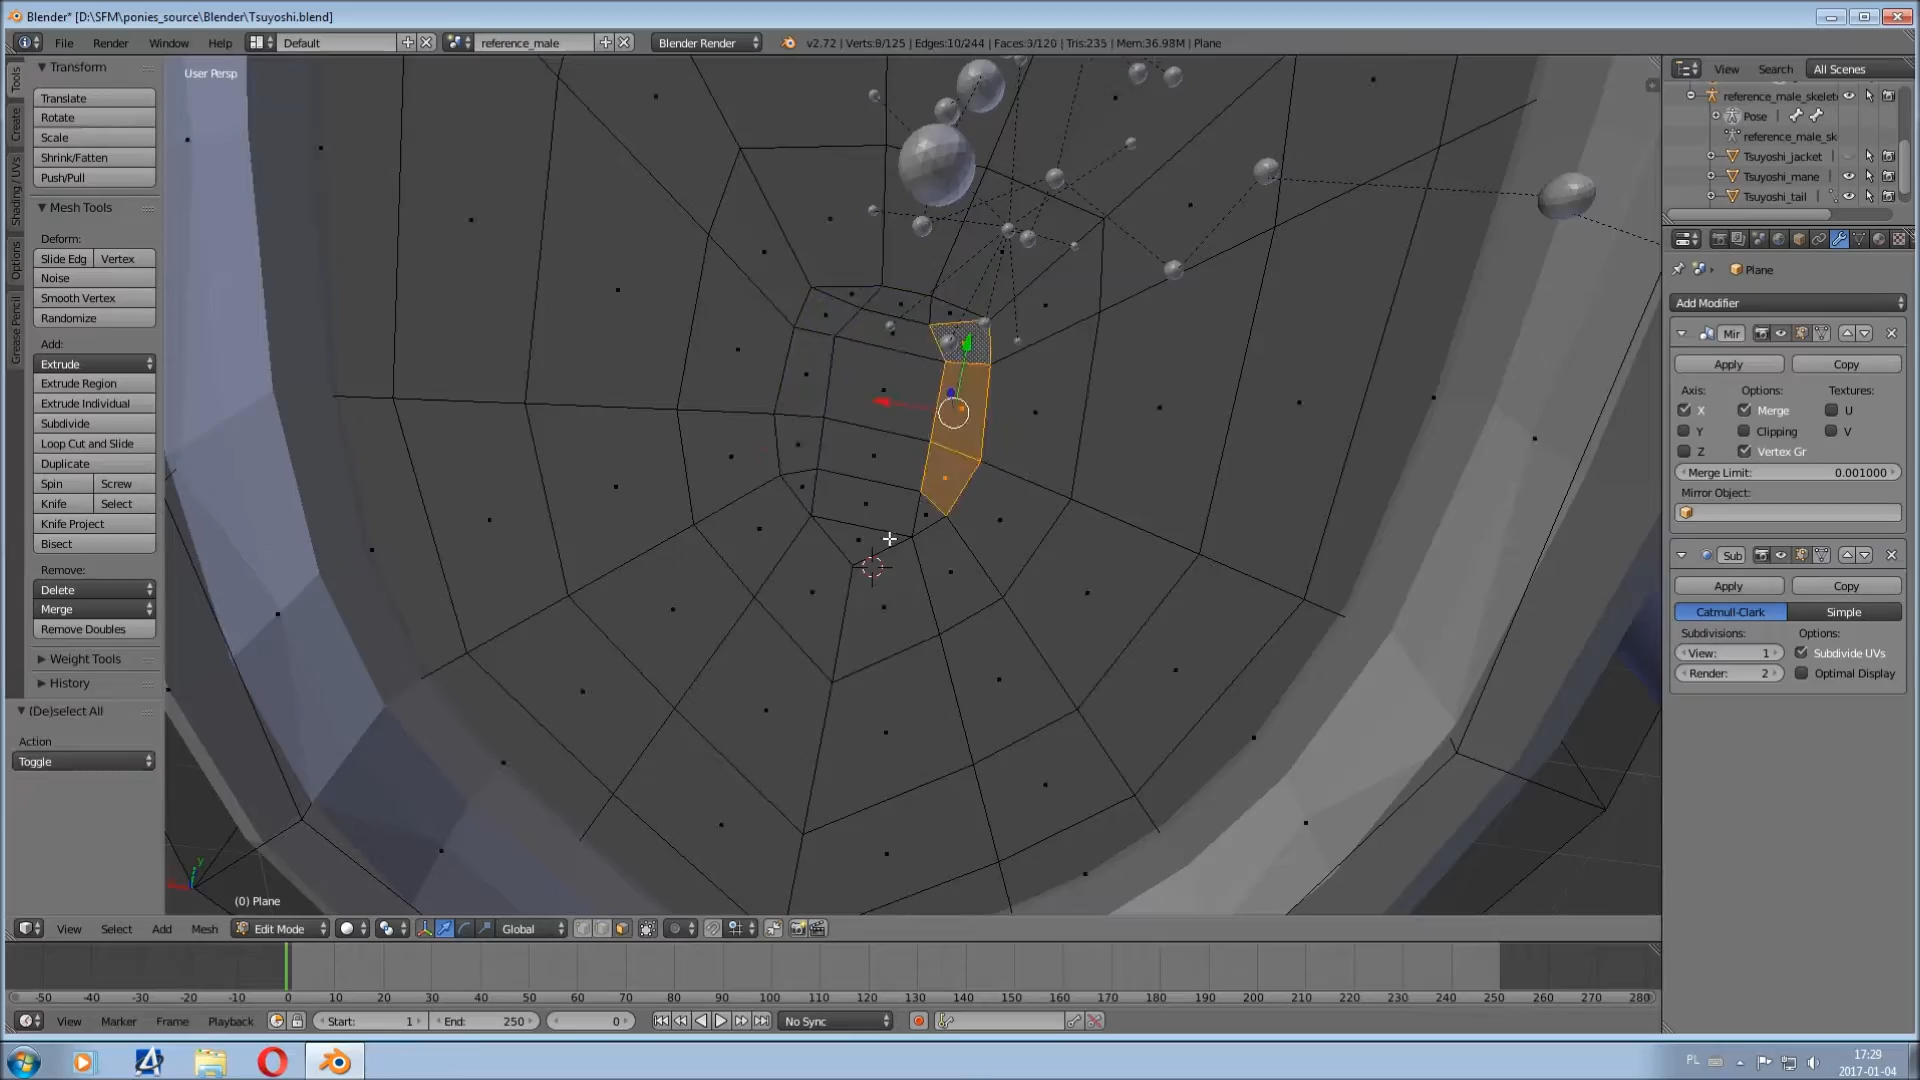 Blender* [D:\SFM\ponies_source\Blender\Tsuyoshi.blend]
File Render Window Help Default reference_male Blender Render v2.72 | Verts:8/125 | Edges:10/244 | Faces:3/120 | Tris:235 | Mem:36.98M | Plane
Tools
Create
Shading / UVs
Options
Grease Pencil
Transform
Translate
Rotate
Scale
Shrink/Fatten
Push/Pull
Mesh Tools
Deform:
Slide Edg Vertex
Noise
Smooth Vertex
Randomize
Add:
Extrude
Extrude Region
Extrude Individual
Subdivide
Loop Cut and Slide
Duplicate
Spin Screw
Knife Select
Knife Project
Bisect
Remove:
Delete
Merge
Remove Doubles
Weight Tools
History
(De)select All
Action
Toggle
User Persp
y
(0) Plane
View Search All Scenes
reference_male_skelet
Pose
reference_male_sk
Tsuyoshi_jacket
Tsuyoshi_mane
Tsuyoshi_tail
Plane
Add Modifier
Mir
Apply Copy
Axis: Options: Textures:
X Merge U
Y Clipping V
Z Vertex Gr
Merge Limit: 0.001000
Mirror Object:
Sub
Apply Copy
Catmull-Clark Simple
Subdivisions: Options:
View: 1 Subdivide UVs
Render: 2 Optimal Display
View Select Add Mesh Edit Mode Global
-50 -40 -30 -20 -10 0 10 20 30 40 50 60 70 80 90 100 110 120 130 140 150 160 170 180 190 200 210 220 230 240 250 260 270 280
View Marker Frame Playback Start: 1 End: 250 0 No Sync
PL 17:29
2017-01-04